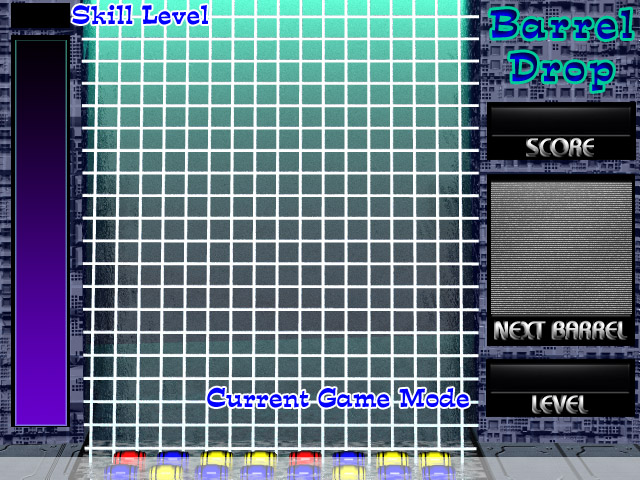 Skill Level
Barrel
Drop
SCORE
NEXT BARREL
Current Game Mode
LEVEL